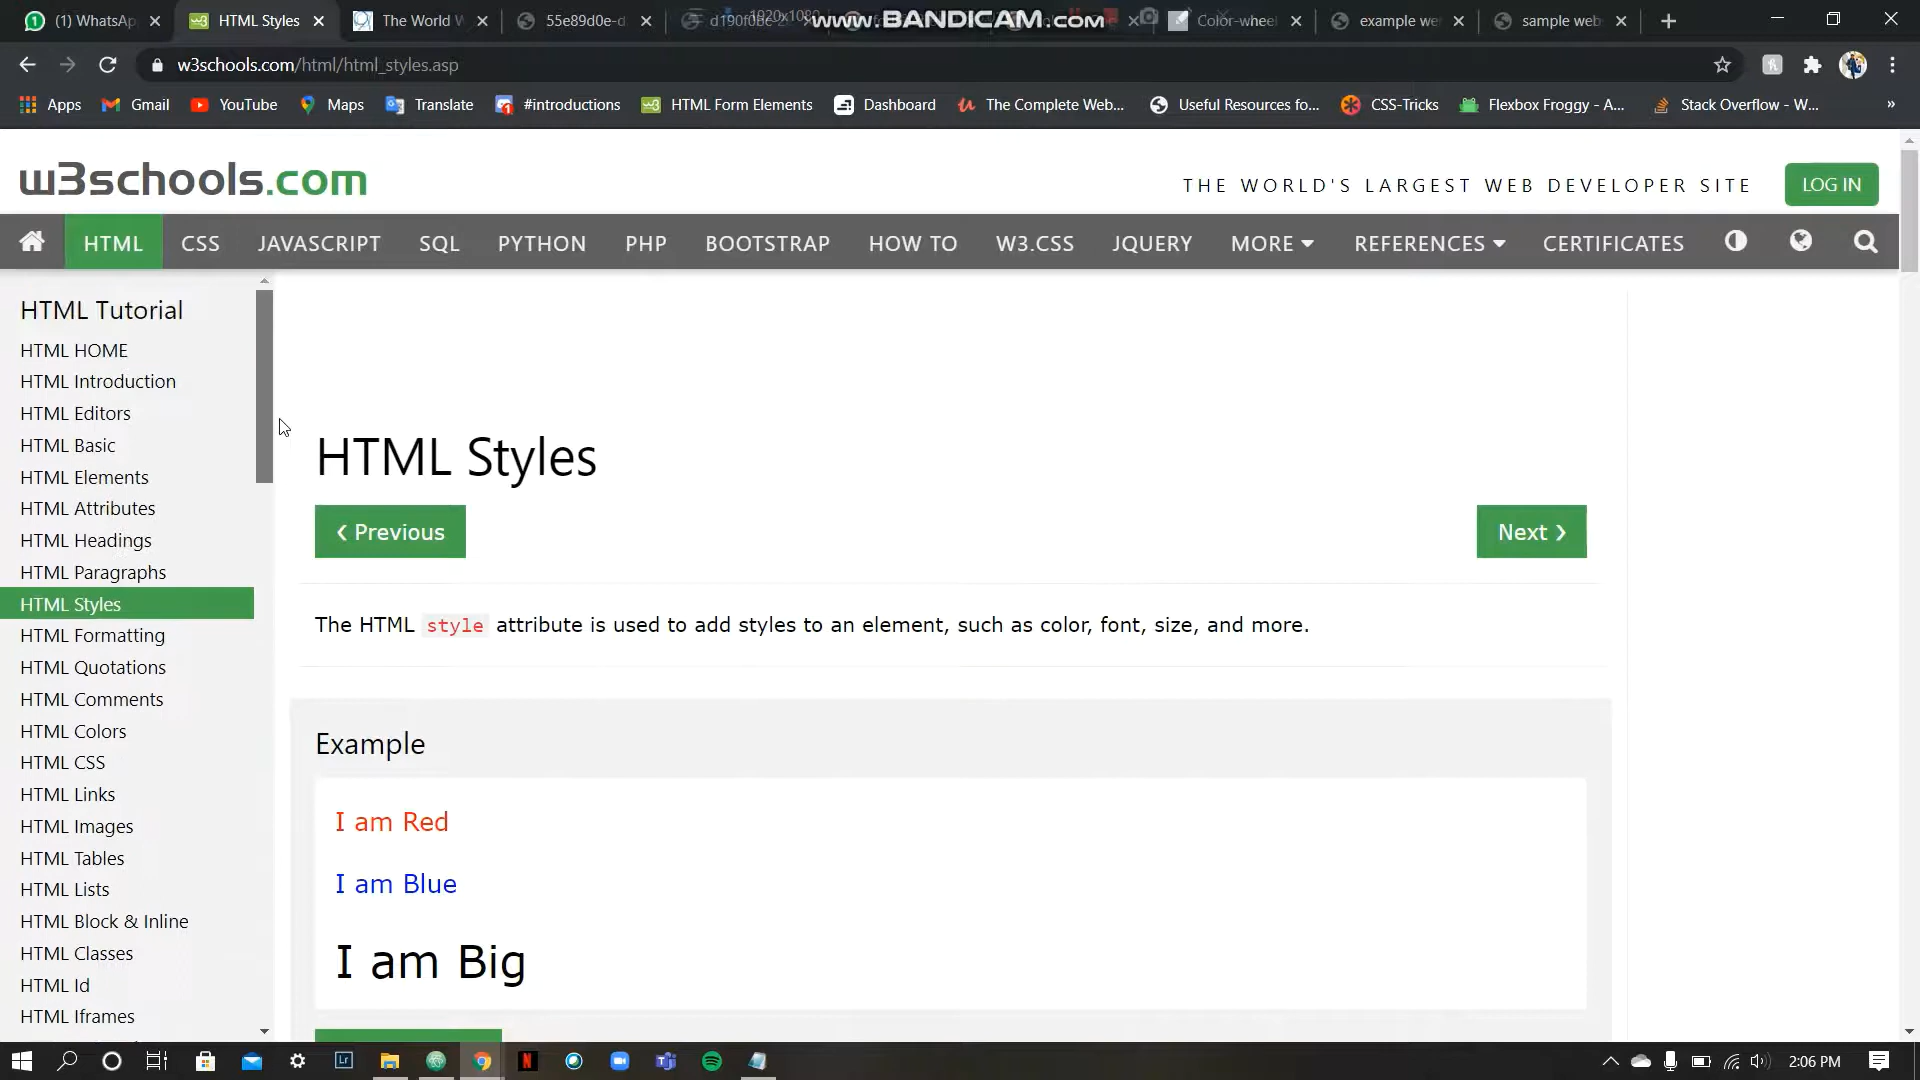 (1) WhatsAp
HTML Styles
The World W
55e89d0e-d
1920x1080
www.BANDICAM.com
Color-wheel
example we
sample web
w3schools.com/html/html_styles.asp
Apps
Gmail
YouTube
Maps
Translate
#introductions
HTML Form Elements
Dashboard
The Complete Web...
Useful Resources fo...
CSS-Tricks
Flexbox Froggy - A...
Stack Overflow - W...
w3schools.com
THE WORLD'S LARGEST WEB DEVELOPER SITE
LOG IN
HTML
CSS
JAVASCRIPT
SQL
PYTHON
PHP
BOOTSTRAP
HOW TO
W3.CSS
JQUERY
MORE
REFERENCES
CERTIFICATES
HTML Tutorial
HTML HOME
HTML Introduction
HTML Editors
HTML Basic
HTML Elements
HTML Attributes
HTML Headings
HTML Paragraphs
HTML Styles
HTML Formatting
HTML Quotations
HTML Comments
HTML Colors
HTML CSS
HTML Links
HTML Images
HTML Tables
HTML Lists
HTML Block & Inline
HTML Classes
HTML Id
HTML Iframes
HTML Styles
❮ Previous
Next ❯
The HTML style attribute is used to add styles to an element, such as color, font, size, and more.
Example
I am Red
I am Blue
I am Big
2:06 PM